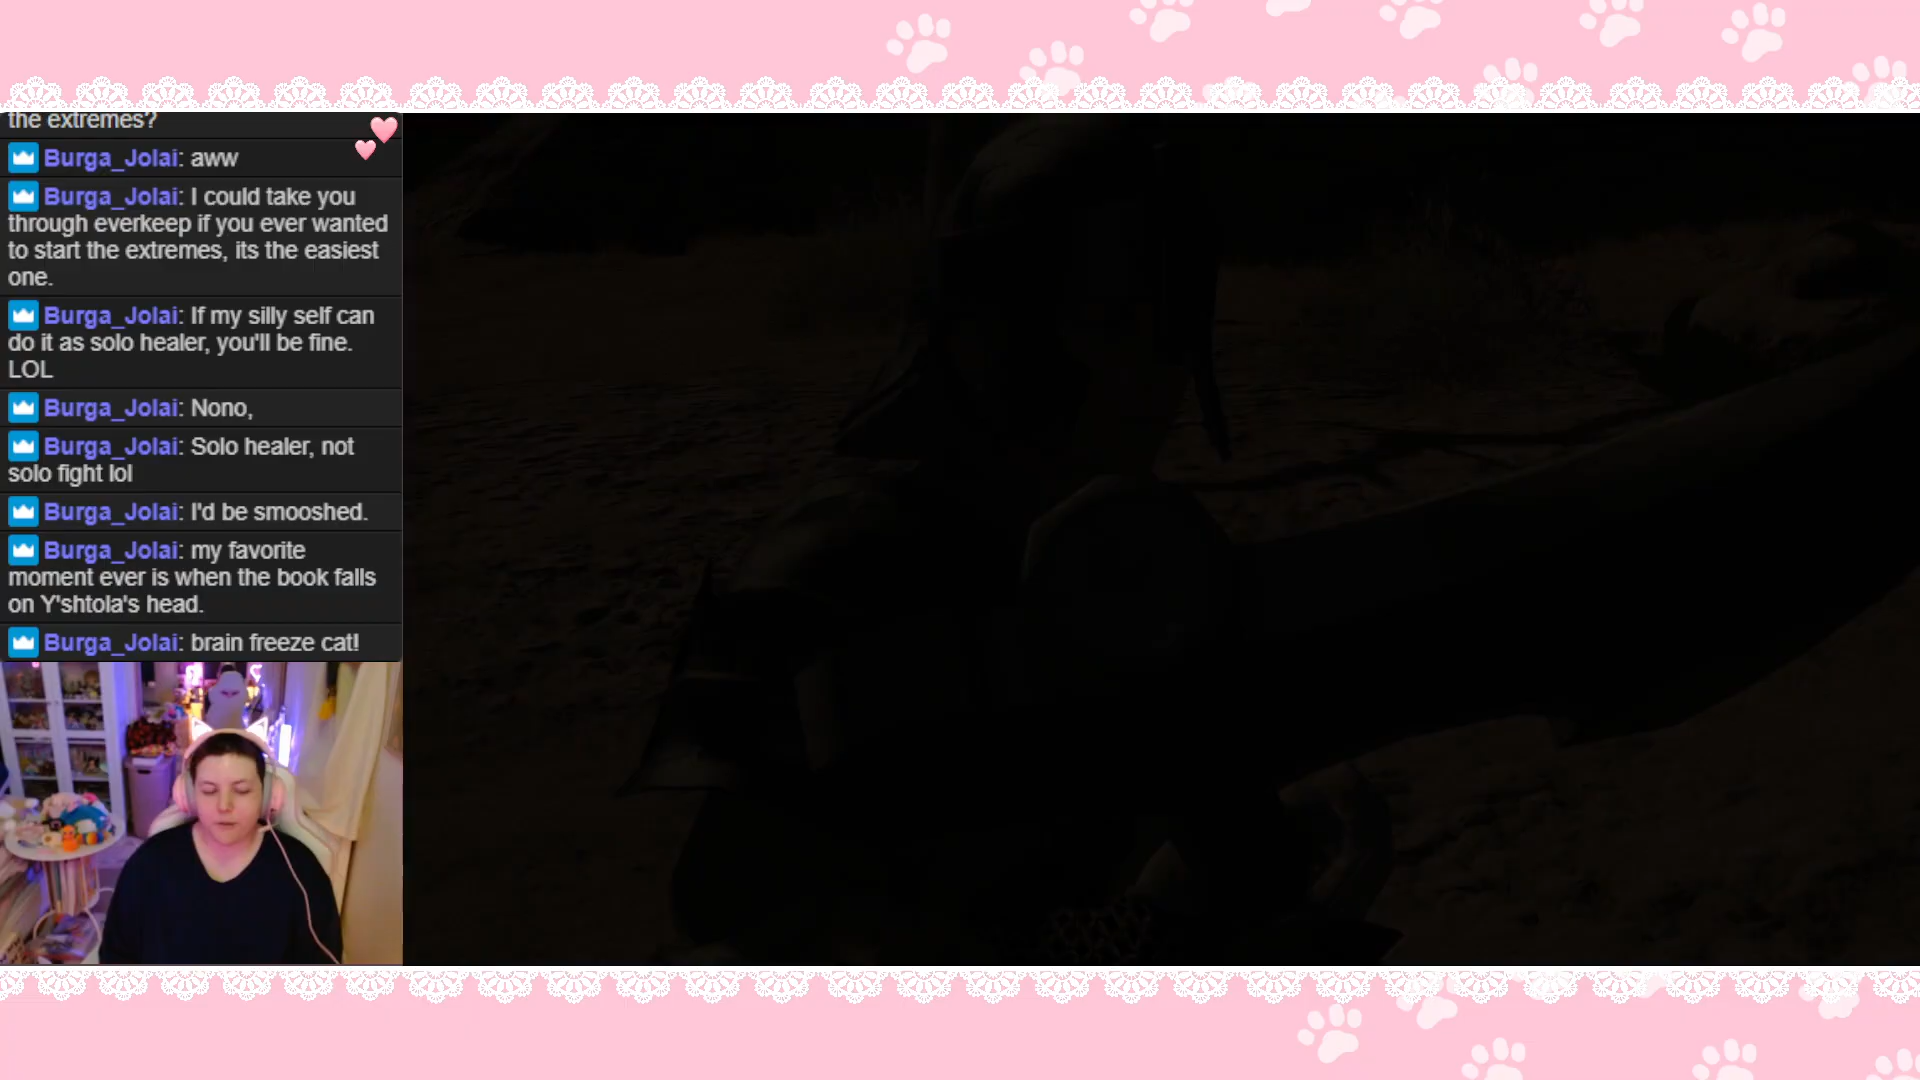 the extremes?
Burga_Jolai: aww
Burga_Jolai: I could take you
through everkeep if you ever wanted
to start the extremes, its the easiest
one.
Burga_Jolai: If my silly self can
do it as solo healer, you'll be fine.
LOL
Burga_Jolai: Nono,
Burga_Jolai: Solo healer, not
solo fight lol
Burga_Jolai: I'd be smooshed.
Burga_Jolai: my favorite
moment ever is when the book falls
on Y'shtola's head.
Burga_Jolai: brain freeze cat!